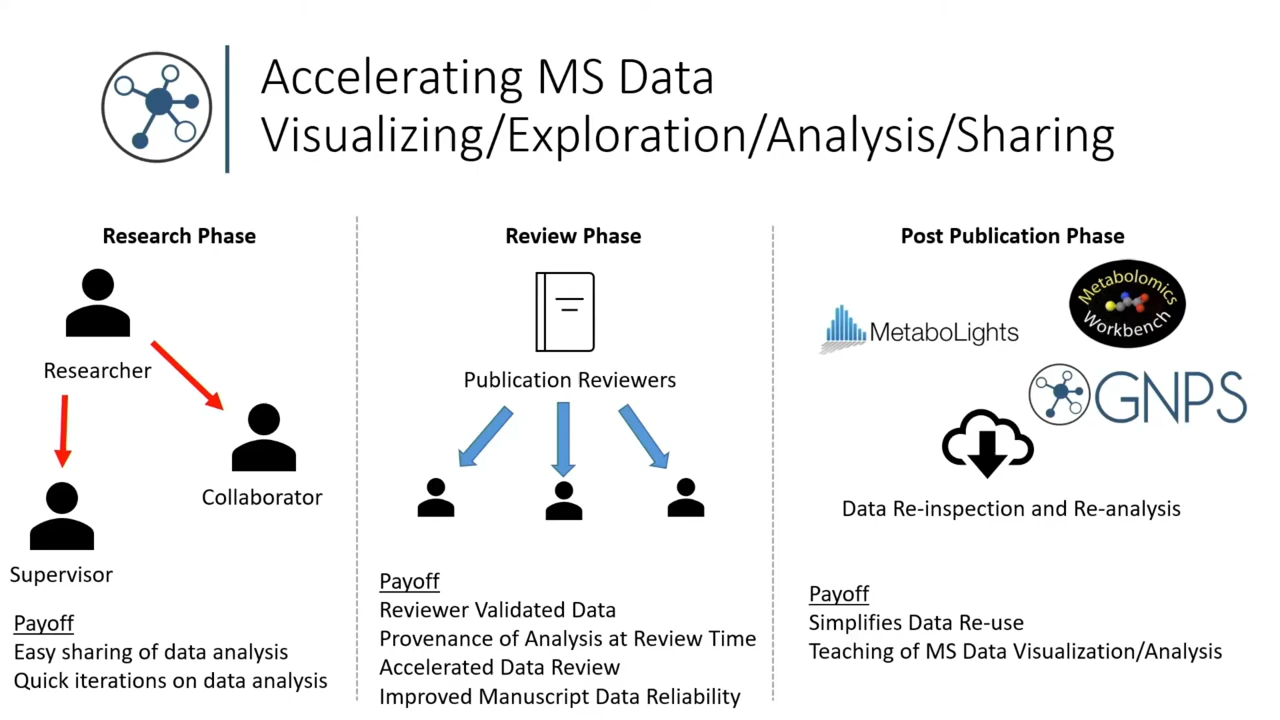 Accelerating MS Data
Visualizing/Exploration/Analysis/Sharing
Research Phase
Researcher
Collaborator
Supervisor
Payoff
Easy sharing of data analysis
Quick iterations on data analysis
Review Phase
Publication Reviewers
Payoff
Reviewer Validated Data
Provenance of Analysis at Review Time
Accelerated Data Review
Improved Manuscript Data Reliability
Post Publication Phase
MetaboLights
Metabolomics
Workbench
GNPS
Data Re-inspection and Re-analysis
Payoff
Simplifies Data Re-use
Teaching of MS Data Visualization/Analysis